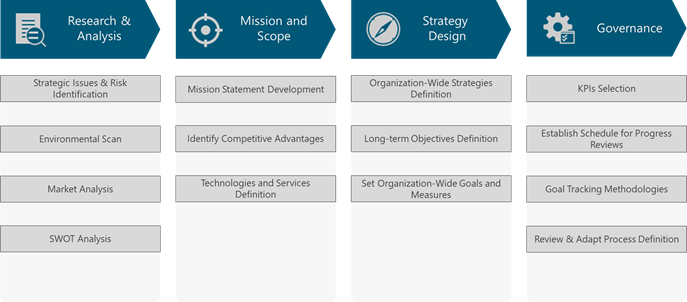 Research &
Analysis
Mission and
Scope
Strategy
Design
Governance
Strategic Issues & Risk
Identification
Environmental Scan
Market Analysis
SWOT Analysis
Mission Statement Development
Identify Competitive Advantages
Technologies and Services
Definition
Organization-Wide Strategies
Definition
Long-term Objectives Definition
Set Organization-Wide Goals and
Measures
KPIs Selection
Establish Schedule for Progress
Reviews
Goal Tracking Methodologies
Review & Adapt Process Definition